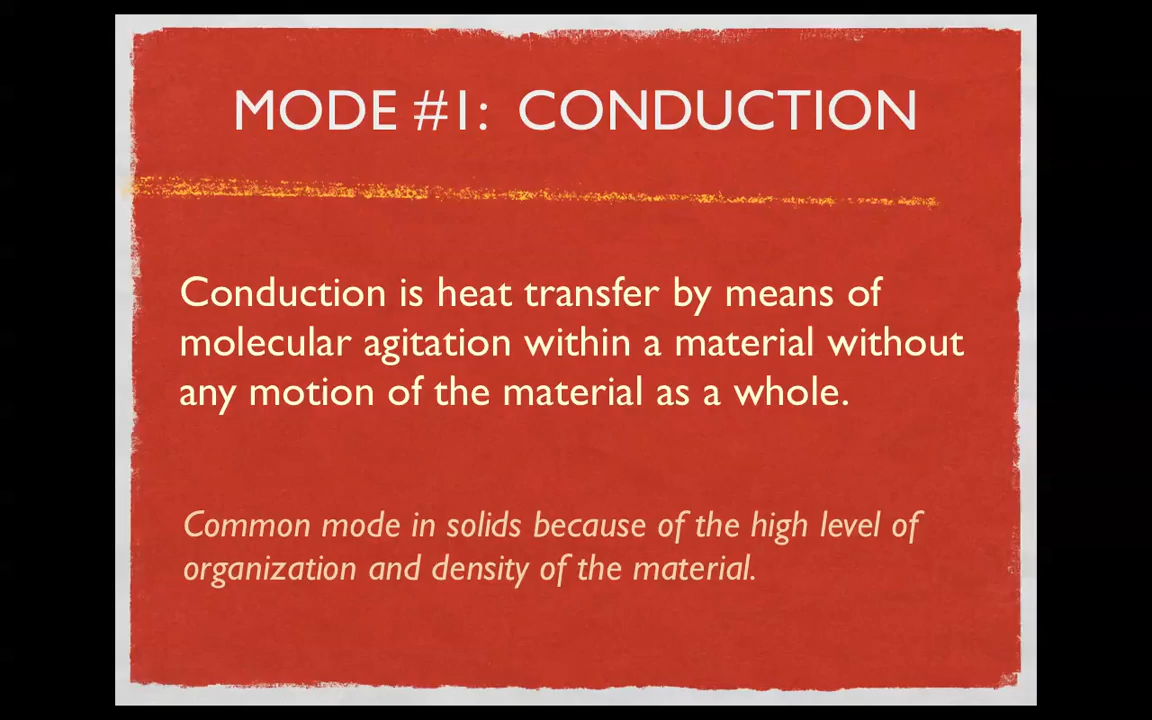 MODE #1: CONDUCTION
Conduction is heat transfer by means of
molecular agitation within a material without
any motion of the material as a whole.
Common mode in solids because of the high level of
organization and density of the material.